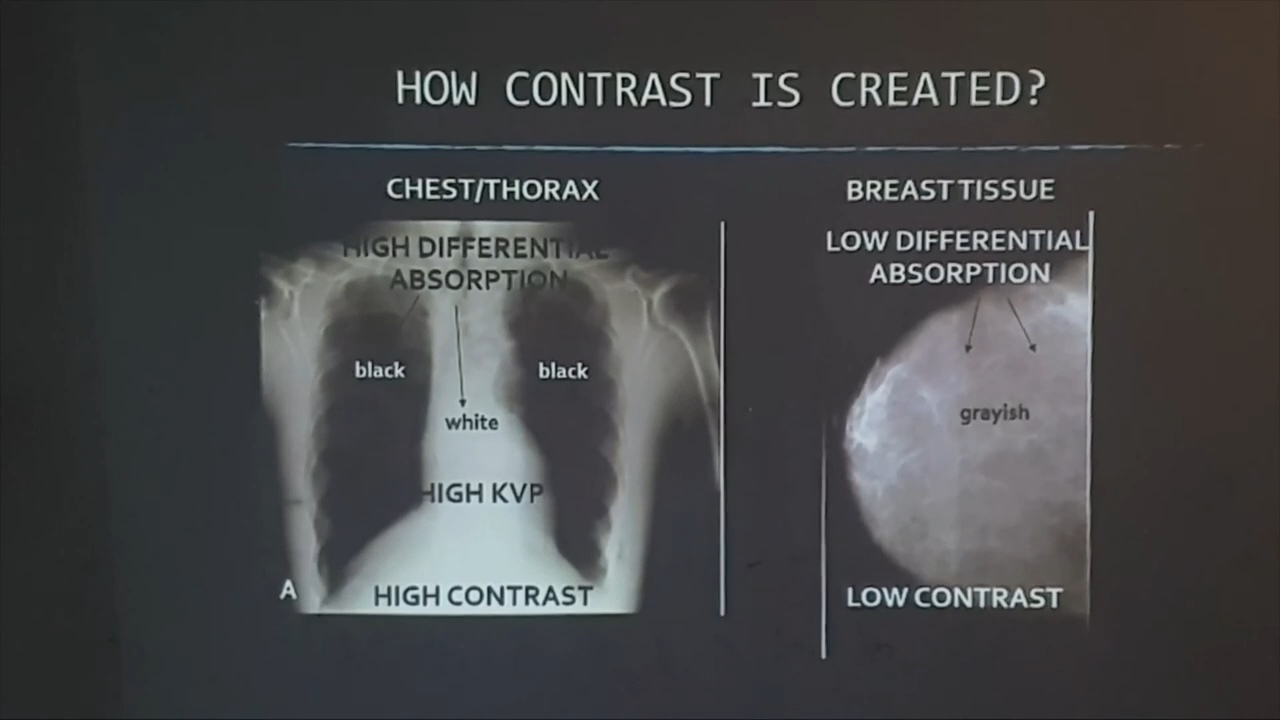 HOW CONTRAST IS CREATED?
CHEST/THORAX
HIGH DIFFERENTIAL
ABSORPTION
black
black
white
HIGH KVP
A
HIGH CONTRAST
BREAST TISSUE
LOW DIFFERENTIAL
ABSORPTION
grayish
LOW CONTRAST